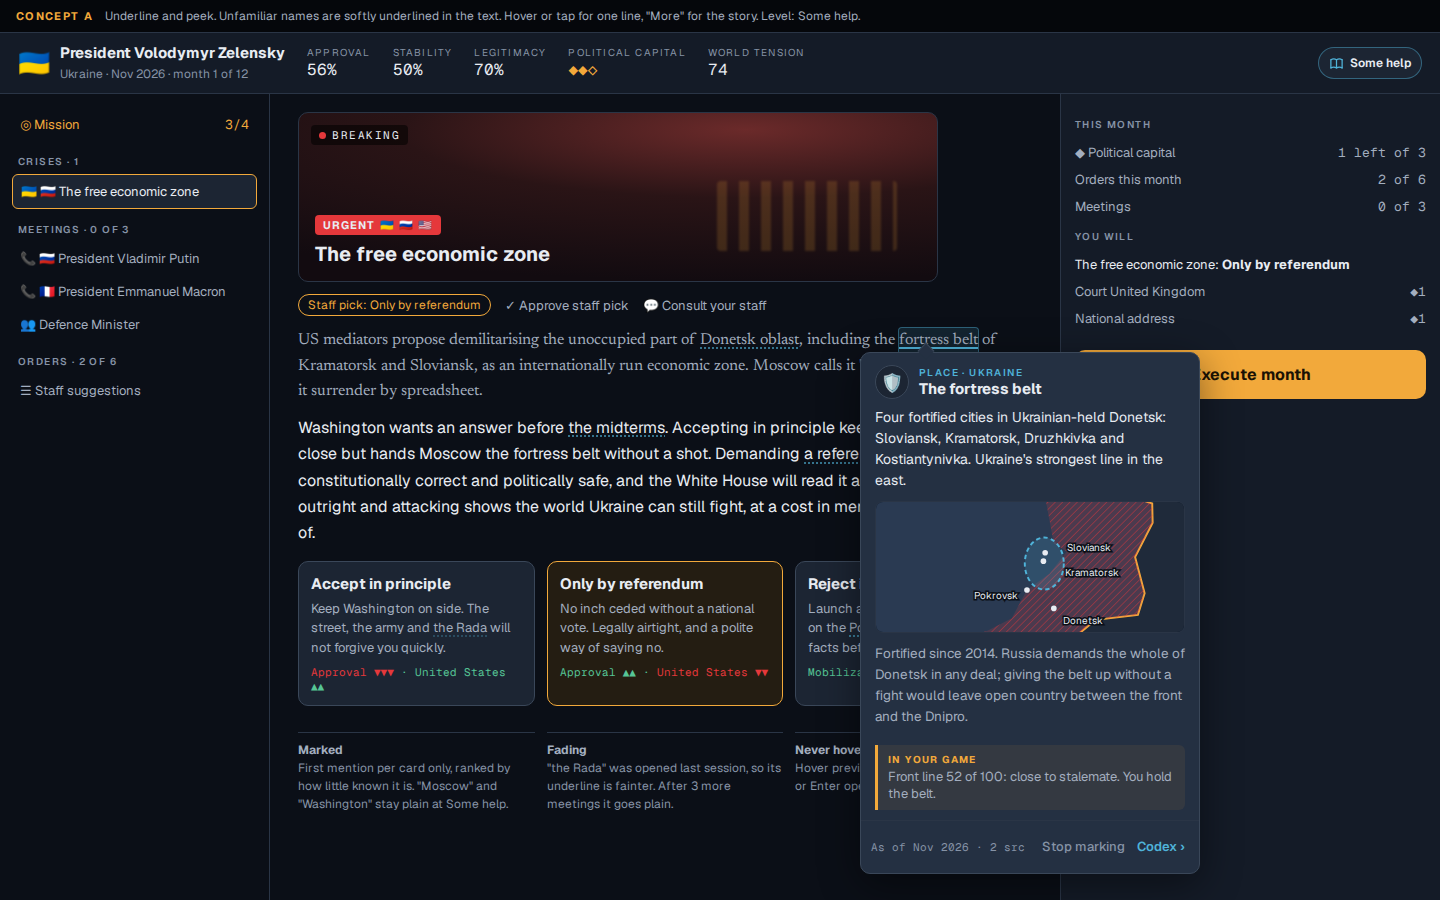 CONCEPT A Underline and peek. Unfamiliar names are softly underlined in the text. Hover or tap for one line, "More" for the story. Level: Some help.
President Volodymyr Zelensky
Ukraine · Nov 2026 · month 1 of 12
APPROVAL
56%
STABILITY
50%
LEGITIMACY
70%
POLITICAL CAPITAL
◆◆◇
WORLD TENSION
74
Some help
◎ Mission 3/4
CRISES · 1
The free economic zone
MEETINGS · 0 OF 3
President Vladimir Putin
President Emmanuel Macron
Defence Minister
ORDERS · 2 OF 6
☰ Staff suggestions
BREAKING
URGENT
The free economic zone
Staff pick: Only by referendum ✓ Approve staff pick Consult your staff
US mediators propose demilitarising the unoccupied part of Donetsk oblast, including the fortress belt of
Kramatorsk and Sloviansk, as an internationally run economic zone. Moscow calls it
it surrender by spreadsheet.
Washington wants an answer before the midterms. Accepting in principle kee
close but hands Moscow the fortress belt without a shot. Demanding a refere
constitutionally correct and politically safe, and the White House will read it a
outright and attacking shows the world Ukraine can still fight, at a cost in me
of.
Accept in principle
Keep Washington on side. The
street, the army and the Rada will
not forgive you quickly.
Approval ▼▼▼ · United States
▲▲
Only by referendum
No inch ceded without a national
vote. Legally airtight, and a polite
way of saying no.
Approval ▲▲ · United States ▼▼
Reject
Launch a
on the Po
facts bef
Mobiliza
Marked
First mention per card only, ranked by
how little known it is. "Moscow" and
"Washington" stay plain at Some help.
Fading
"the Rada" was opened last session, so its
underline is fainter. After 3 more
meetings it goes plain.
Never hove
Hover previ
or Enter ope
PLACE · UKRAINE
The fortress belt
Four fortified cities in Ukrainian-held Donetsk:
Sloviansk, Kramatorsk, Druzhkivka and
Kostiantynivka. Ukraine's strongest line in the
east.
Sloviansk
Kramatorsk
Pokrovsk
Donetsk
Fortified since 2014. Russia demands the whole of
Donetsk in any deal; giving the belt up without a
fight would leave open country between the front
and the Dnipro.
IN YOUR GAME
Front line 52 of 100: close to stalemate. You hold
the belt.
As of Nov 2026 · 2 src Stop marking Codex ›
THIS MONTH
◆ Political capital 1 left of 3
Orders this month 2 of 6
Meetings 0 of 3
YOU WILL
The free economic zone: Only by referendum
Court United Kingdom ◆1
National address ◆1
xecute month